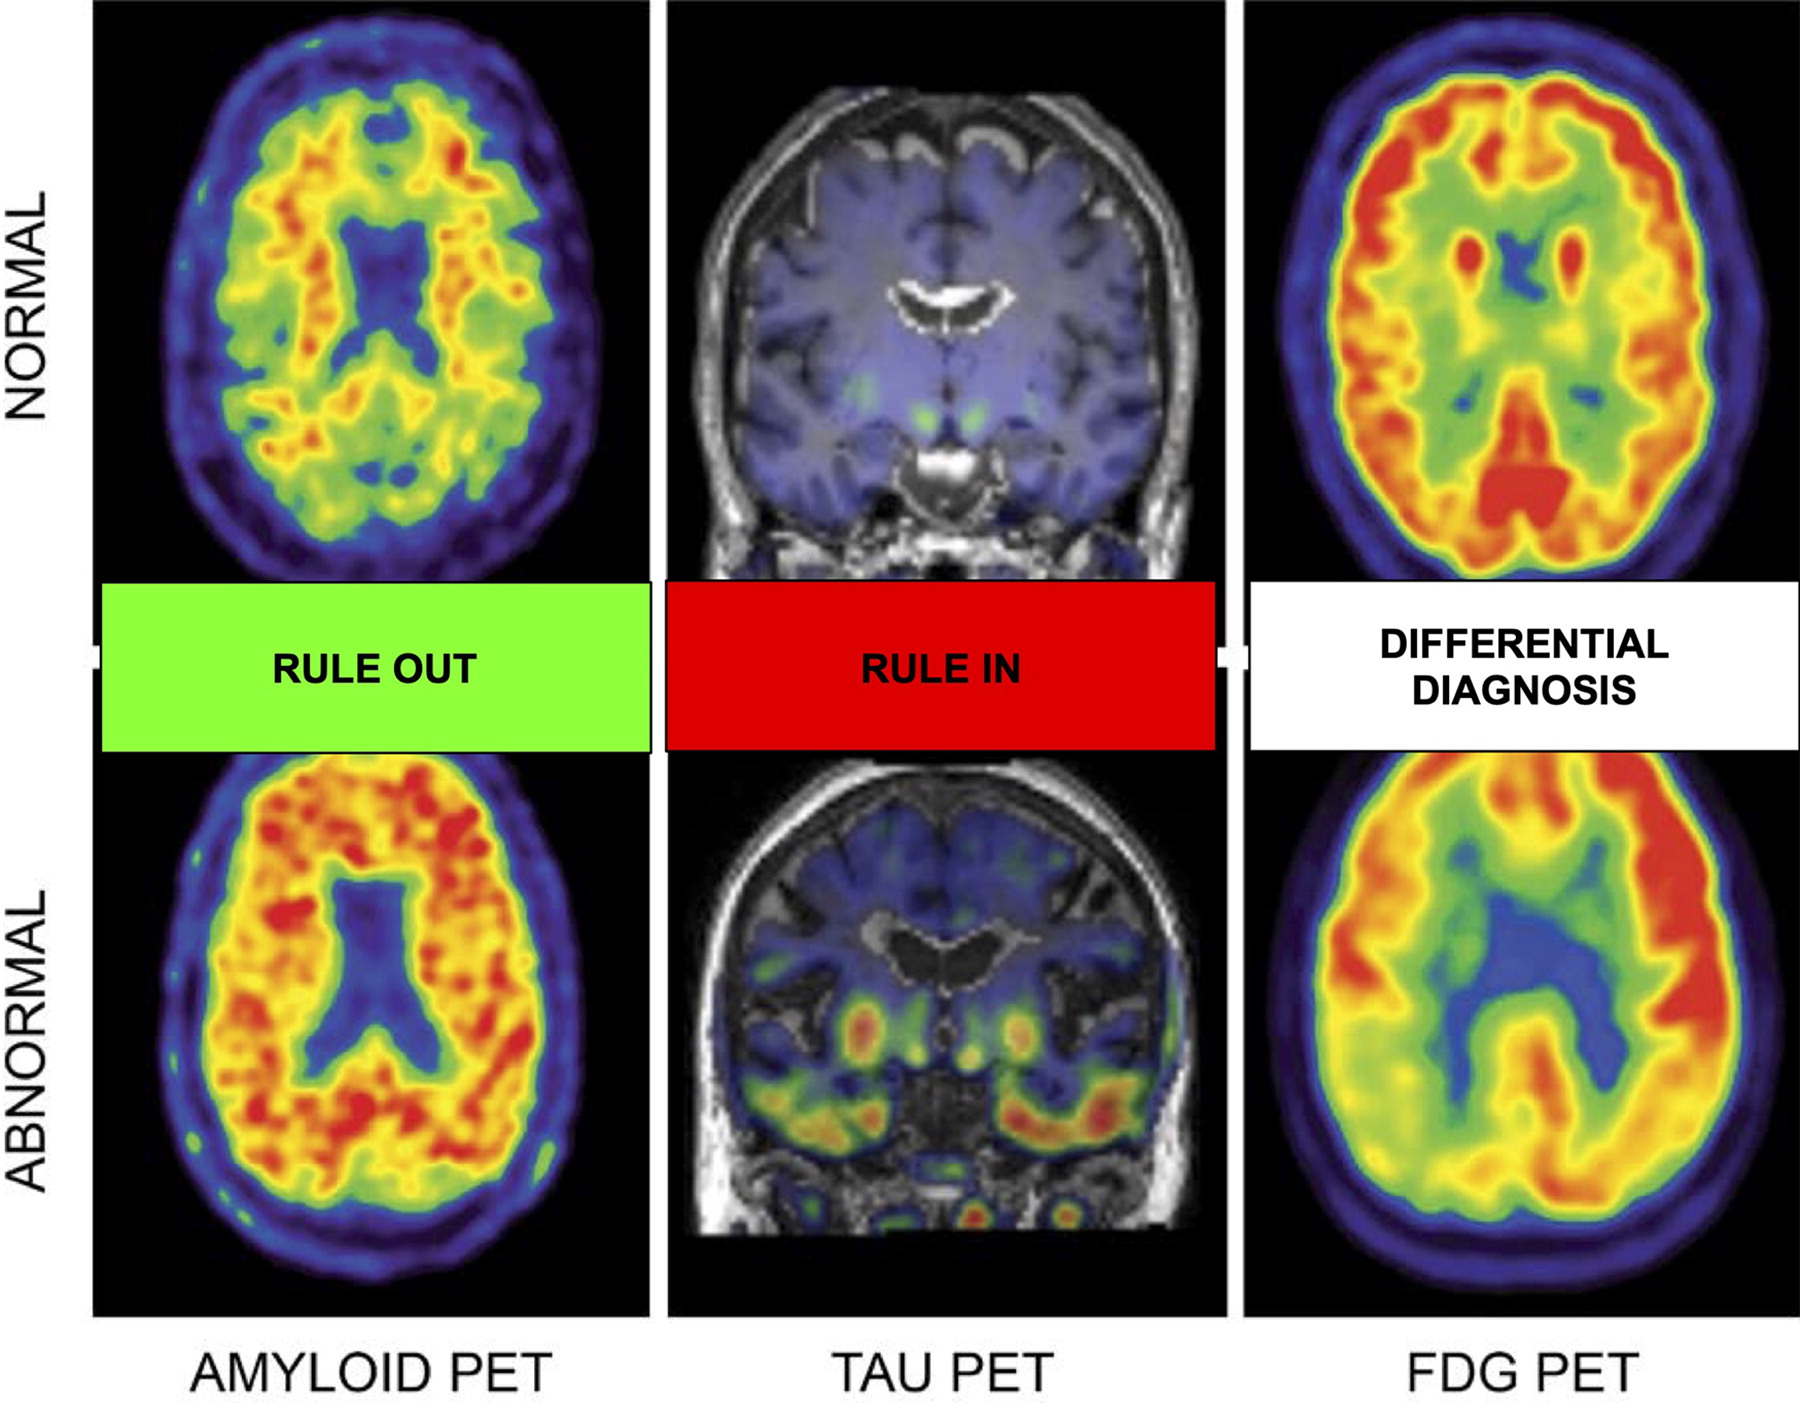 NORMAL
RULE OUT
RULE IN
DIFFERENTIAL
DIAGNOSIS
ABNORMAL
AMYLOID PET
TAU PET
FDG PET